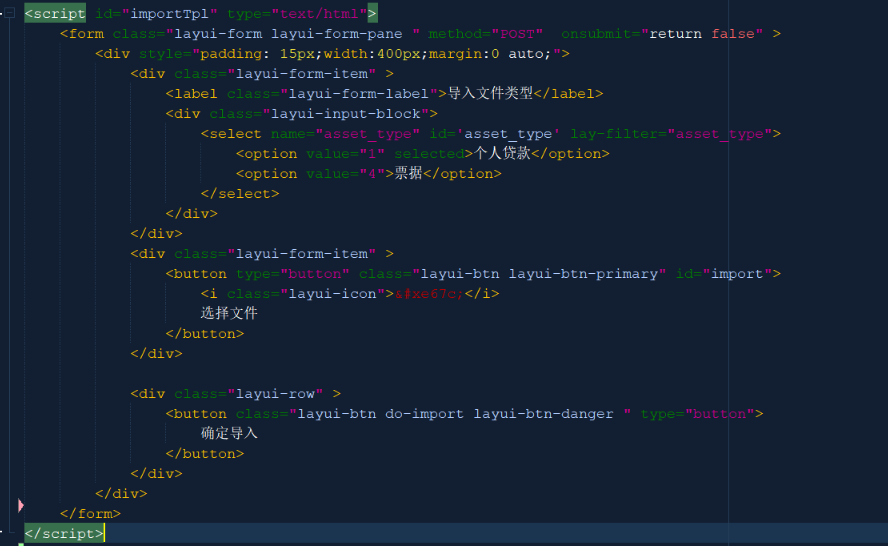 <script id="importTpl" type="text/html">
<form class="layui-form layui-form-pane " method="POST"  onsubmit="return false" >
<div style="padding: 15px;width:400px;margin:0 auto;">
<div class="layui-form-item" >
<label class="layui-form-label">导入文件类型</label>
<div class="layui-input-block">
<select name="asset_type" id='asset_type' lay-filter="asset_type">
<option value="1" selected>个人贷款</option>
<option value="4">票据</option>
</select>
</div>
</div>
<div class="layui-form-item" >
<button type="button" class="layui-btn layui-btn-primary" id="import">
<i class="layui-icon">&#xe67c;</i>
选择文件
</button>
</div>
<div class="layui-row" >
<button class="layui-btn do-import layui-btn-danger " type="button">
确定导入
</button>
</div>
</div>
</form>
</script>